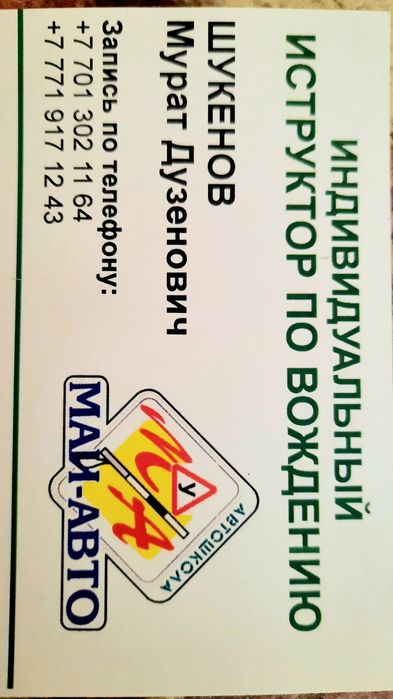 ИНДИВИДУАЛЬНЫЙ
ИСТРУКТОР ПО ВОЖДЕНИЮ
ШУКЕНОВ
Мурат Дузенович
Запись по телефону:
+7 701 302 11 64
+7 771 917 12 43
АВТОШКОЛА
У
М А
МАЙ-АВТО